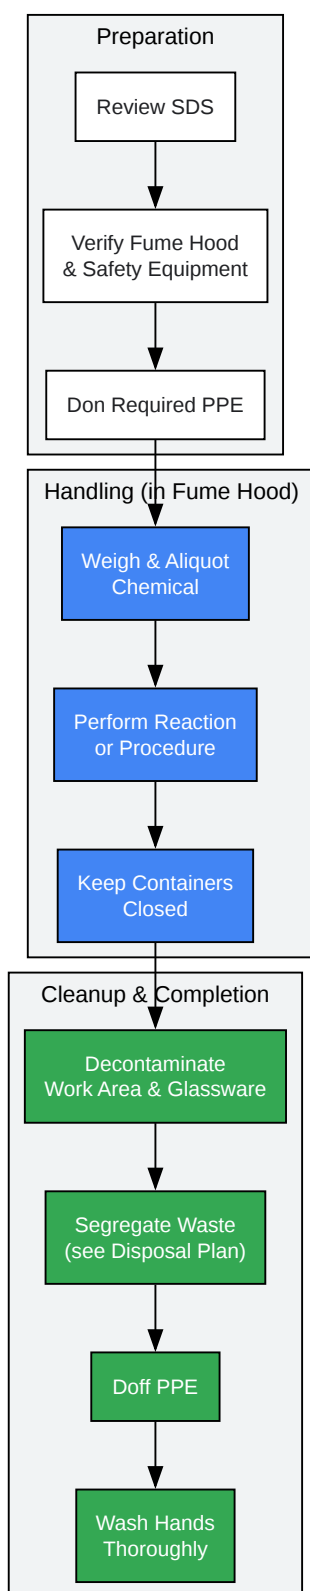 Preparation
Review SDS
Verify Fume Hood
& Safety Equipment
Don Required PPE
Handling (in Fume Hood)
Weigh & Aliquot
Chemical
Perform Reaction
or Procedure
Keep Containers
Closed
Cleanup & Completion
Decontaminate
Work Area & Glassware
Segregate Waste
(see Disposal Plan)
Doff PPE
Wash Hands
Thoroughly